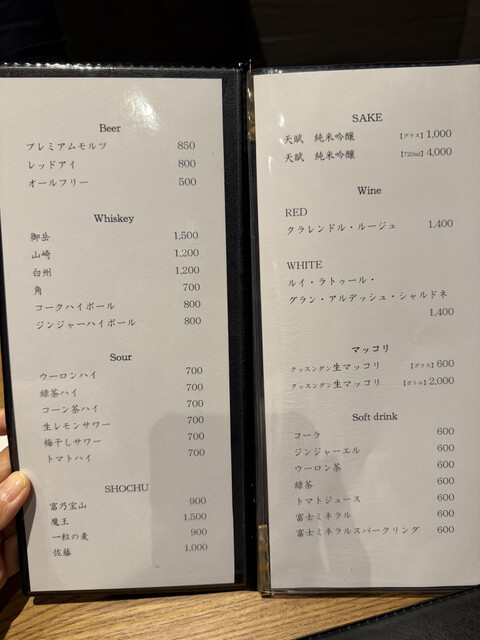 Beer
プレミアムモルツ 850
レッドアイ 800
オールフリー 500
Whiskey
御岳 1,500
山崎 1,200
白州 1,200
角 700
コークハイボール 800
ジンジャーハイボール 800
Sour
ウーロンハイ 700
緑茶ハイ 700
コーン茶ハイ 700
生レモンサワー 700
梅干しサワー 700
トマトハイ 700
SHOCHU
富乃宝山 900
魔王 1,500
一粒の麦 900
佐藤 1,000
SAKE
天賦 純米吟醸 【グラス】 1,000
天賦 純米吟醸 【720ml】 4,000
Wine
RED
クラレンドル・ルージュ 1,400
WHITE
ルイ・ラトゥール・
グラン・アルデッシュ・シャルドネ
1,400
マッコリ
クッスンダン生マッコリ 【グラス】 600
クッスンダン生マッコリ 【ボトル】 2,000
Soft drink
コーラ 600
ジンジャーエル 600
ウーロン茶 600
緑茶 600
トマトジュース 600
富士ミネラル 600
富士ミネラルスパークリング 600